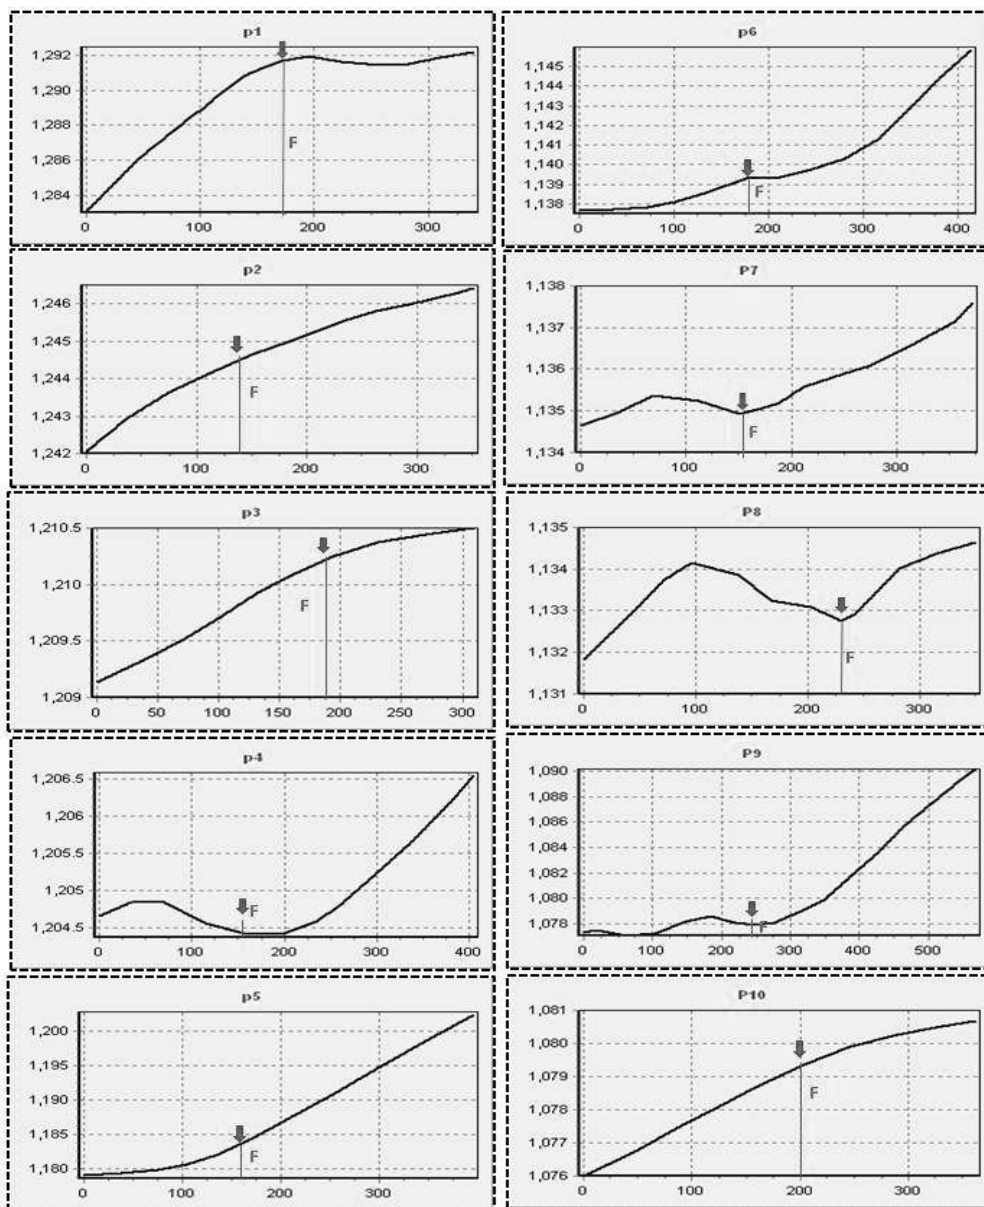 p1
1,292
1,290
1,288
1,286
1,284
F
0 100 200 300
p2
1,246
1,245
1,244
1,243
1,242
F
0 100 200 300
p3
1,210.5
1,210
1,209.5
1,209
F
0 50 100 150 200 250 300
p4
1,206.5
1,206
1,205.5
1,205
1,204.5
F
0 100 200 300 400
p5
1,200
1,195
1,190
1,185
1,180
F
0 100 200 300
p6
1,145
1,144
1,143
1,142
1,141
1,140
1,139
1,138
F
0 100 200 300 400
P7
1,138
1,137
1,136
1,135
1,134
F
0 100 200 300
P8
1,135
1,134
1,133
1,132
1,131
F
0 100 200 300
P9
1,090
1,088
1,086
1,084
1,082
1,080
1,078
F
0 100 200 300 400 500
P10
1,081
1,080
1,079
1,078
1,077
1,076
F
0 100 200 300